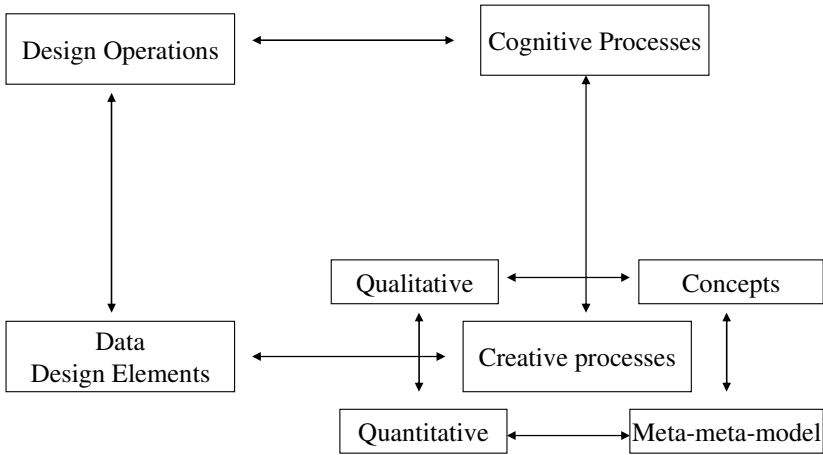 Design Operations
Cognitive Processes
Qualitative
Concepts
Data
Design Elements
Creative processes
Quantitative
Meta-meta-model